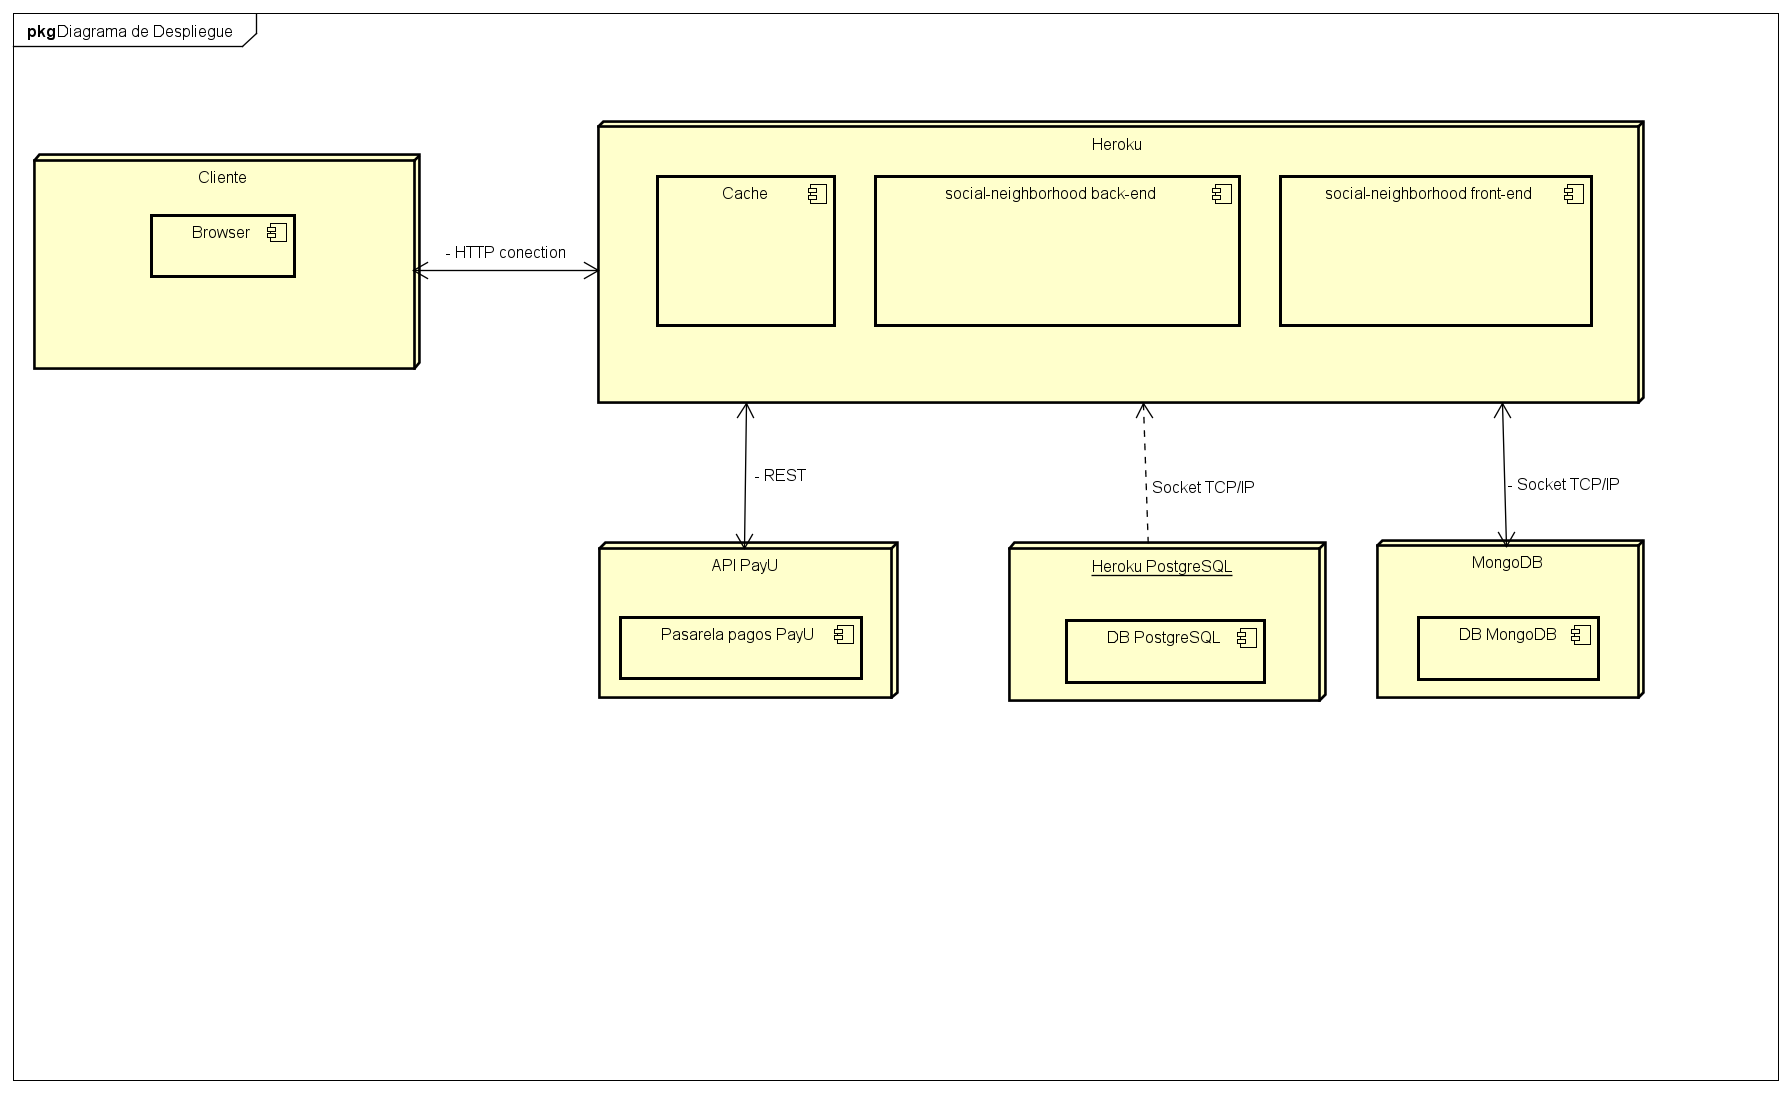 pkg Diagrama de Despliegue
Heroku
Cliente
Cache
social-neighborhood back-end
social-neighborhood front-end
Browser
- HTTP conection
- REST
Socket TCP/IP
- Socket TCP/IP
API PayU
Heroku PostgreSQL
MongoDB
Pasarela pagos PayU
DB PostgreSQL
DB MongoDB